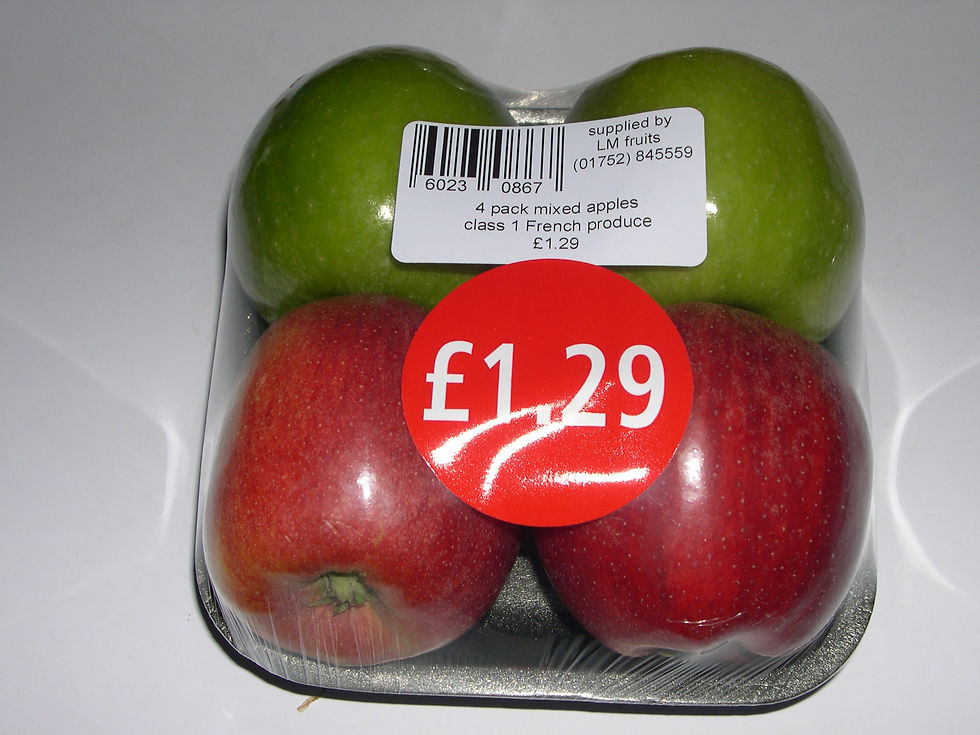 supplied by
LM fruits
(01752) 845559
6023 0867
4 pack mixed apples
class 1 French produce
£1.29
£1.29